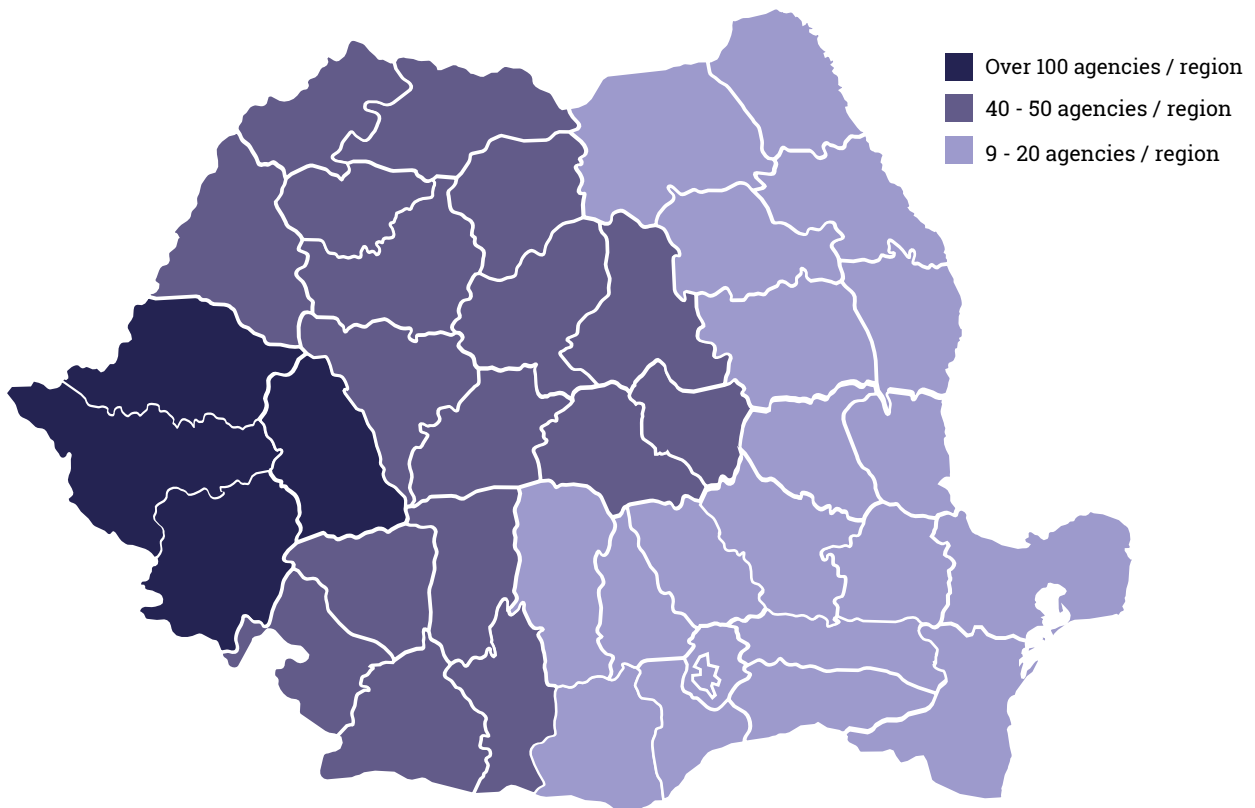 Over 100 agencies / region
40 - 50 agencies / region
9 - 20 agencies / region